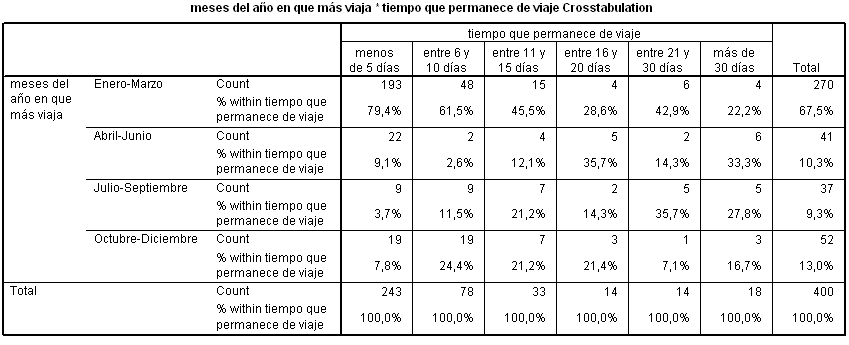 meses del año en que más viaja * tiempo que permanece de viaje Crosstabulation
tiempo que permanece de viaje
menos de 5 días entre 6 y 10 días entre 11 y 15 días entre 16 y 20 días entre 21 y 30 días más de 30 días Total
meses del año en que más viaja Enero-Marzo Count 193 48 15 4 6 4 270
% within tiempo que permanece de viaje 79,4% 61,5% 45,5% 28,6% 42,9% 22,2% 67,5%
Abril-Junio Count 22 2 4 5 2 6 41
% within tiempo que permanece de viaje 9,1% 2,6% 12,1% 35,7% 14,3% 33,3% 10,3%
Julio-Septiembre Count 9 9 7 2 5 5 37
% within tiempo que permanece de viaje 3,7% 11,5% 21,2% 14,3% 35,7% 27,8% 9,3%
Octubre-Diciembre Count 19 19 7 3 1 3 52
% within tiempo que permanece de viaje 7,8% 24,4% 21,2% 21,4% 7,1% 16,7% 13,0%
Total Count 243 78 33 14 14 18 400
% within tiempo que permanece de viaje 100,0% 100,0% 100,0% 100,0% 100,0% 100,0% 100,0%